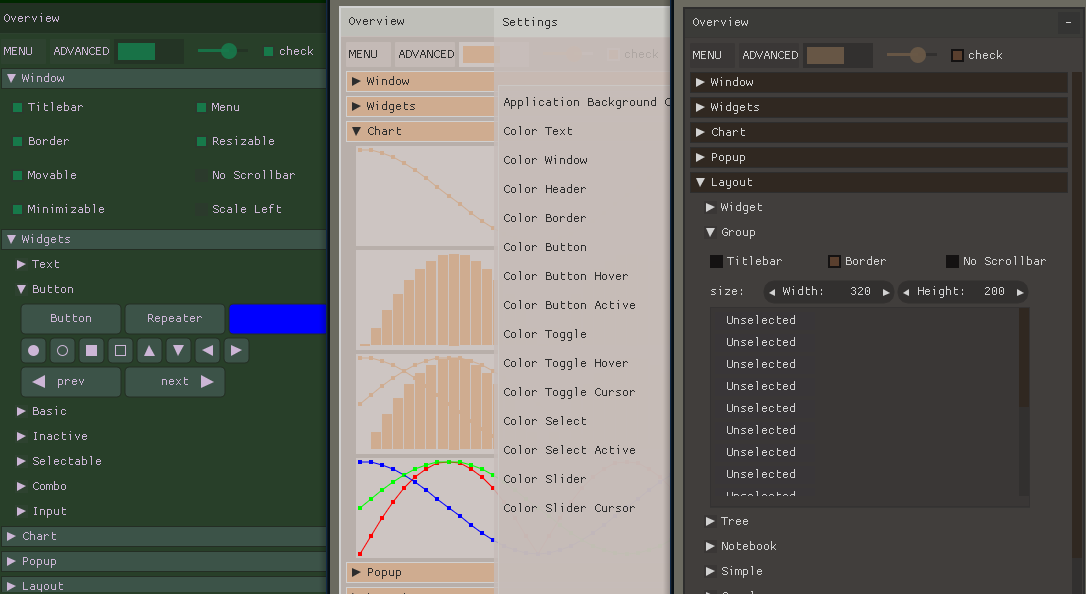 Overview
MENU ADVANCED check
Window
Titlebar Menu
Border Resizable
Movable No Scrollbar
Minimizable Scale Left
Widgets
Text
Button
Button Repeater
prev next
Basic
Inactive
Selectable
Combo
Input
Chart
Popup
Layout
Overview
MENU ADVANCED check
Window
Widgets
Chart
Popup
Settings
Application Background C
Color Text
Color Window
Color Header
Color Border
Color Button
Color Button Hover
Color Button Active
Color Toggle
Color Toggle Hover
Color Toggle Cursor
Color Select
Color Select Active
Color Slider
Color Slider Cursor
Overview -
MENU ADVANCED check
Window
Widgets
Chart
Popup
Layout
Widget
Group
Titlebar Border No Scrollbar
size: Width: 320 Height: 200
Unselected
Unselected
Unselected
Unselected
Unselected
Unselected
Unselected
Unselected
Unselected
Tree
Notebook
Simple